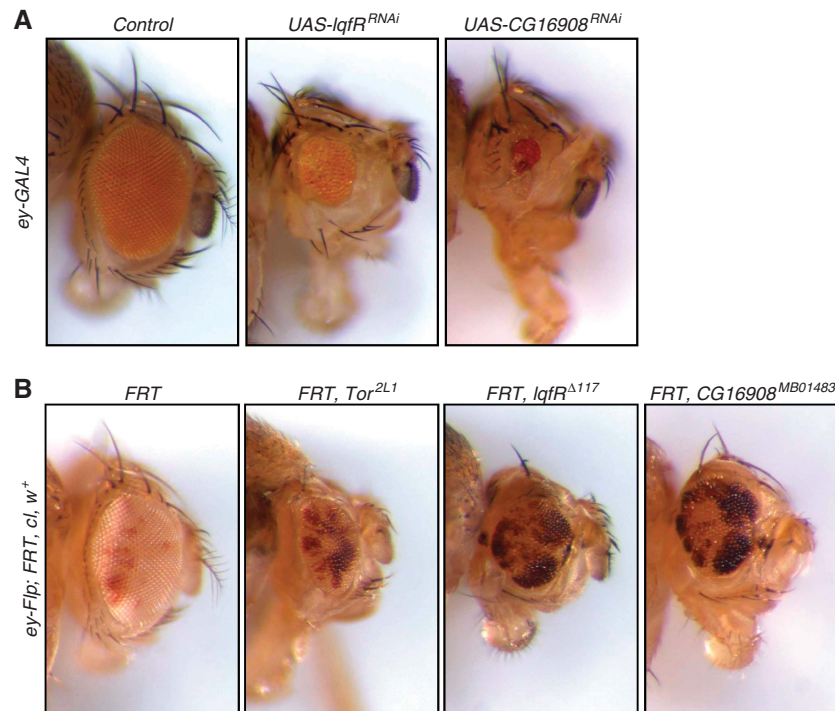 A
Control
UAS-lqfR^RNAi
UAS-CG16908^RNAi
ey-GAL4
B
FRT
FRT, Tor^2L1
FRT, lqfR^Δ117
FRT, CG16908^MB01483
ey-Flp; FRT, cl, w^+